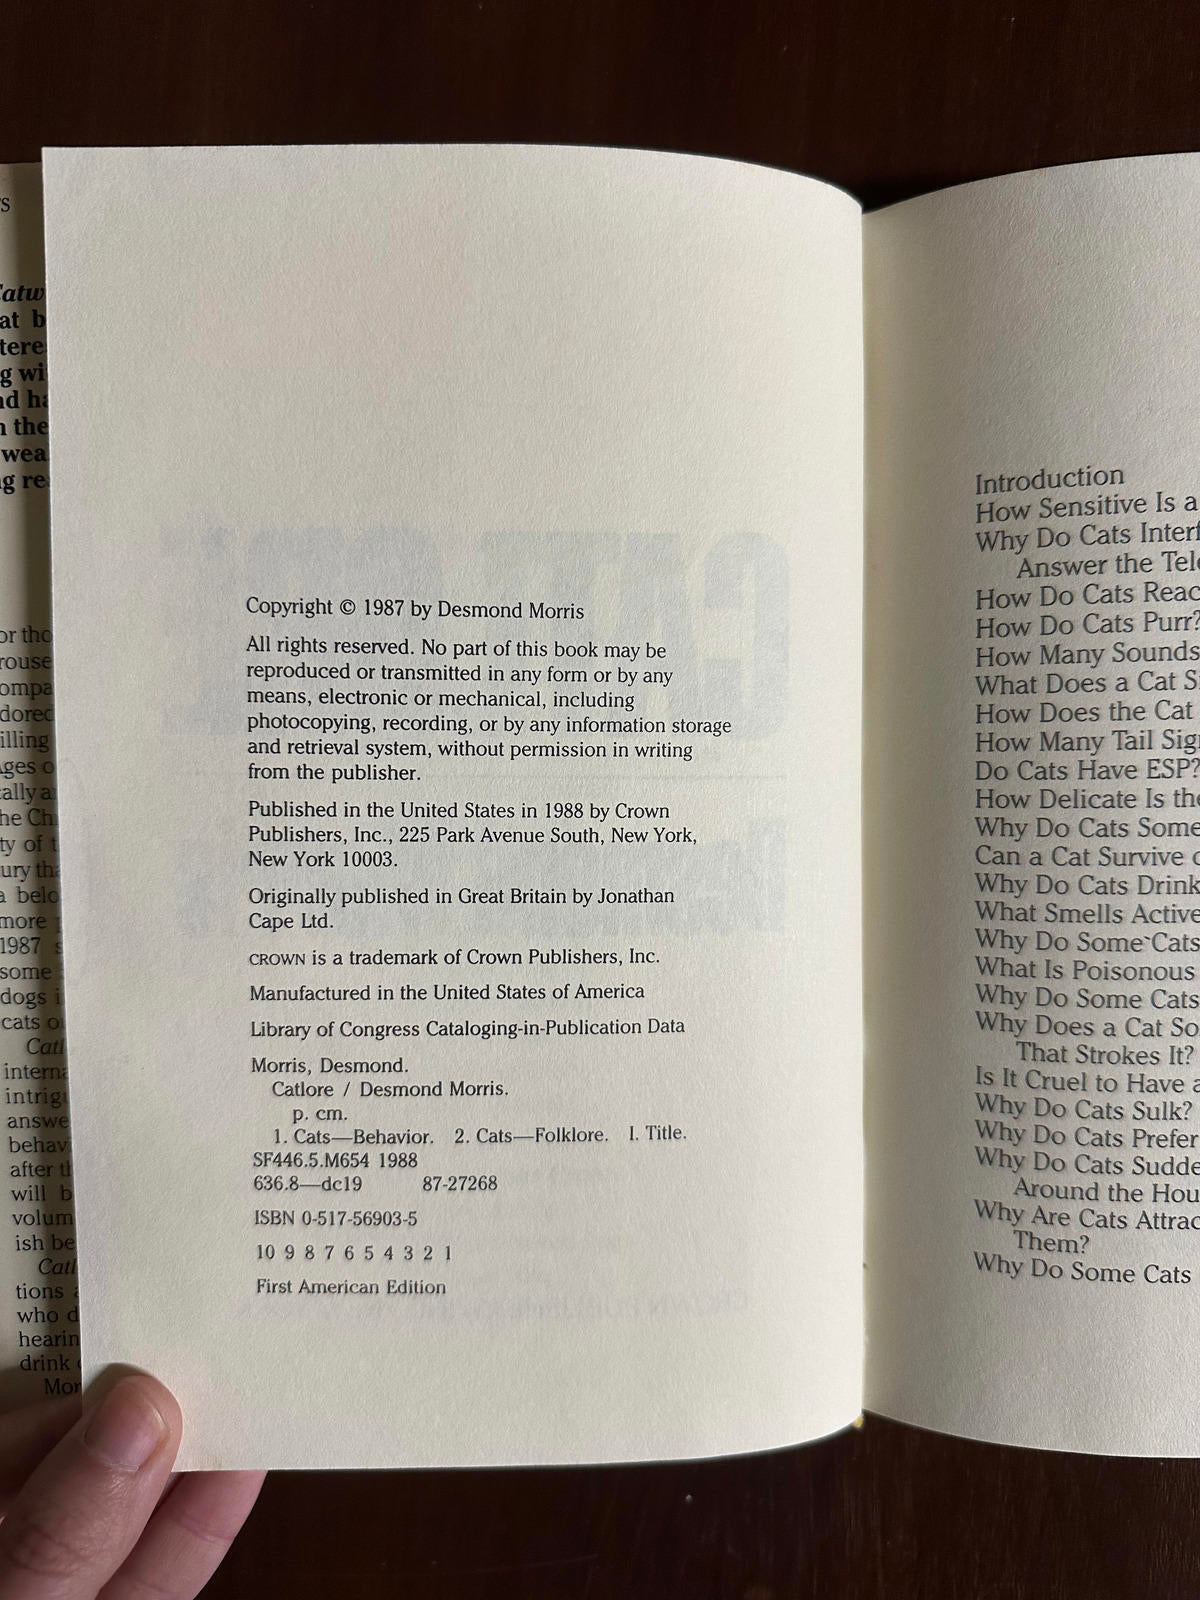 Copyright © 1987 by Desmond Morris
All rights reserved. No part of this book may be
reproduced or transmitted in any form or by any
means, electronic or mechanical, including
photocopying, recording, or by any information storage
and retrieval system, without permission in writing
from the publisher.
Published in the United States in 1988 by Crown
Publishers, Inc., 225 Park Avenue South, New York,
New York 10003.
Originally published in Great Britain by Jonathan
Cape Ltd.
CROWN is a trademark of Crown Publishers, Inc.
Manufactured in the United States of America
Library of Congress Cataloging-in-Publication Data
Morris, Desmond.
Catlore / Desmond Morris.
p. cm.
1. Cats—Behavior. 2. Cats—Folklore. I. Title.
SF446.5.M654 1988
636.8—dc19 87-27268
ISBN 0-517-56903-5
10 9 8 7 6 5 4 3 2 1
First American Edition
Introduction
How Sensitive Is a
Why Do Cats
Answer the
How Do Cats
How Do Cats Purr?
How Many Sounds
What Does a Cat
How Does the Cat
How Many Tail
Do Cats Have ESP?
How Delicate Is
Why Do Cats
Can a Cat Survive
Why Do Cats Drink
What Smells
Why Do Some Cats
What Is Poisonous
Why Do Some Cats
Why Does a Cat
That Strokes It?
Is It Cruel to Have
Why Do Cats Sulk?
Why Do Cats Prefer
Why Do Cats
Around the
Why Are Cats
Them?
Why Do Some Cats